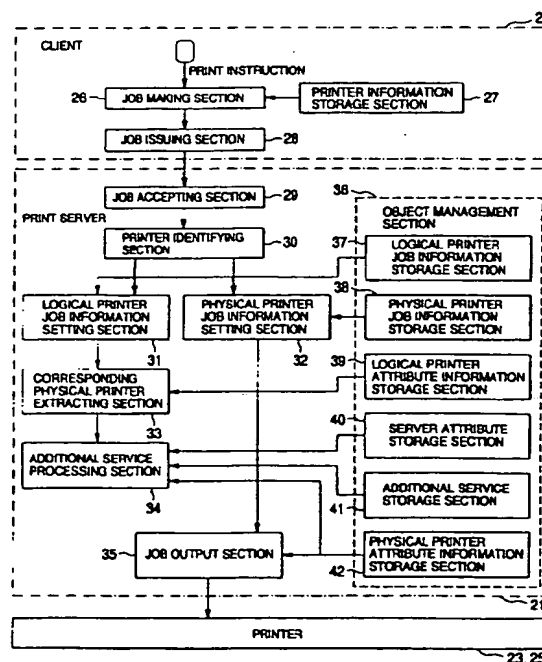 CLIENT
PRINT INSTRUCTION
26
JOB MAKING SECTION
PRINTER INFORMATION
STORAGE SECTION
27
JOB ISSUING SECTION
28
JOB ACCEPTING SECTION
29
PRINT SERVER
PRINTER IDENTIFYING
SECTION
30
36
OBJECT MANAGEMENT
SECTION
37
LOGICAL PRINTER
JOB INFORMATION
STORAGE SECTION
LOGICAL PRINTER
JOB INFORMATION
SETTING SECTION
31
PHYSICAL PRINTER
JOB INFORMATION
SETTING SECTION
32
38
PHYSICAL PRINTER
JOB INFORMATION
STORAGE SECTION
CORRESPONDING
PHYSICAL PRINTER
EXTRACTING SECTION
33
39
LOGICAL PRINTER
ATTRIBUTE INFORMATION
STORAGE SECTION
40
SERVER ATTRIBUTE
STORAGE SECTION
ADDITIONAL SERVICE
PROCESSING SECTION
34
ADDITIONAL SERVICE
STORAGE SECTION
41
35
JOB OUTPUT SECTION
PHYSICAL PRINTER
ATTRIBUTE INFORMATION
STORAGE SECTION
42
21
PRINTER